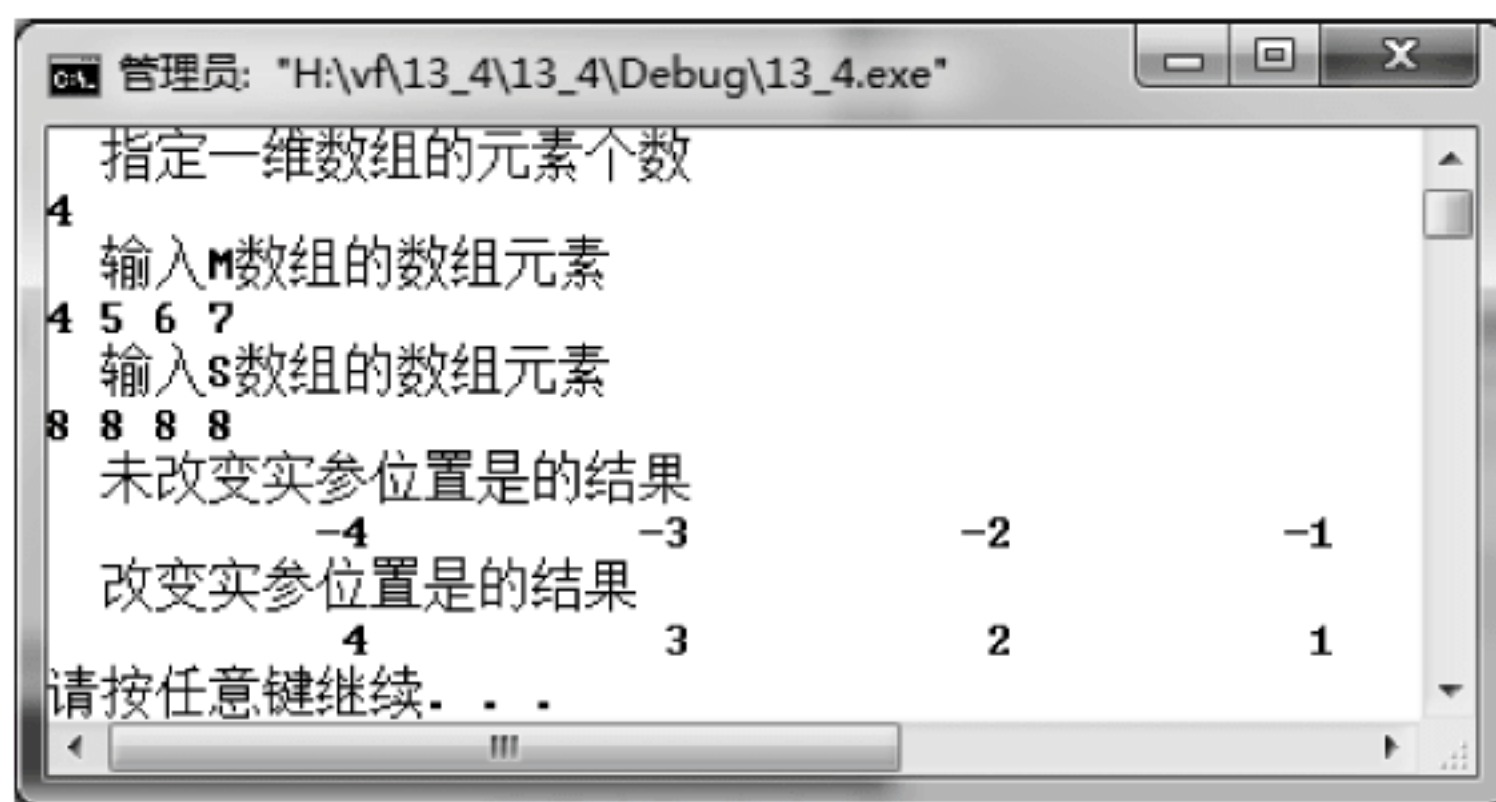 管理员: "H:\vf\13_4\13_4\Debug\13_4.exe"
指定一维数组的元素个数
4
输入M数组的数组元素
4 5 6 7
输入S数组的数组元素
8 8 8 8
未改变实参位置是的结果
-4 -3 -2 -1
改变实参位置是的结果
4 3 2 1
请按任意键继续. . .